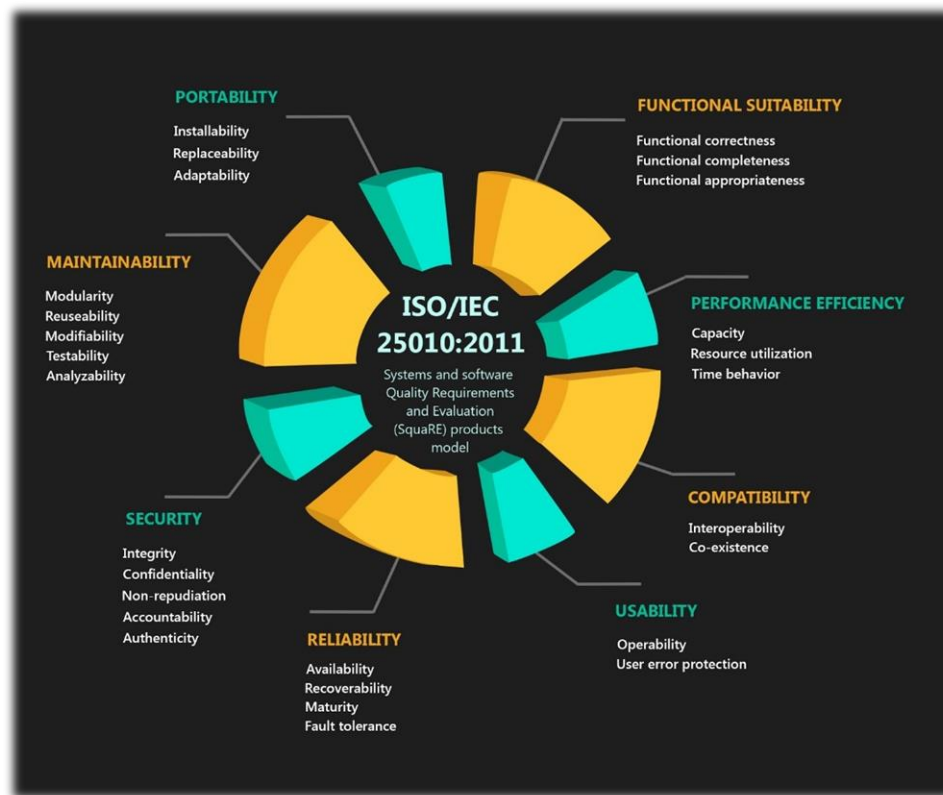 PORTABILITY
Installability
Replaceability
Adaptability
FUNCTIONAL SUITABILITY
Functional correctness
Functional completeness
Functional appropriateness
MAINTAINABILITY
Modularity
Reuseability
Modifiability
Testability
Analyzability
ISO/IEC
25010:2011
Systems and software
Quality Requirements
and Evaluation
(SquaRE) products
model
PERFORMANCE EFFICIENCY
Capacity
Resource utilization
Time behavior
COMPATIBILITY
Interoperability
Co-existence
SECURITY
Integrity
Confidentiality
Non-repudiation
Accountability
Authenticity
RELIABILITY
Availability
Recoverability
Maturity
Fault tolerance
USABILITY
Operability
User error protection